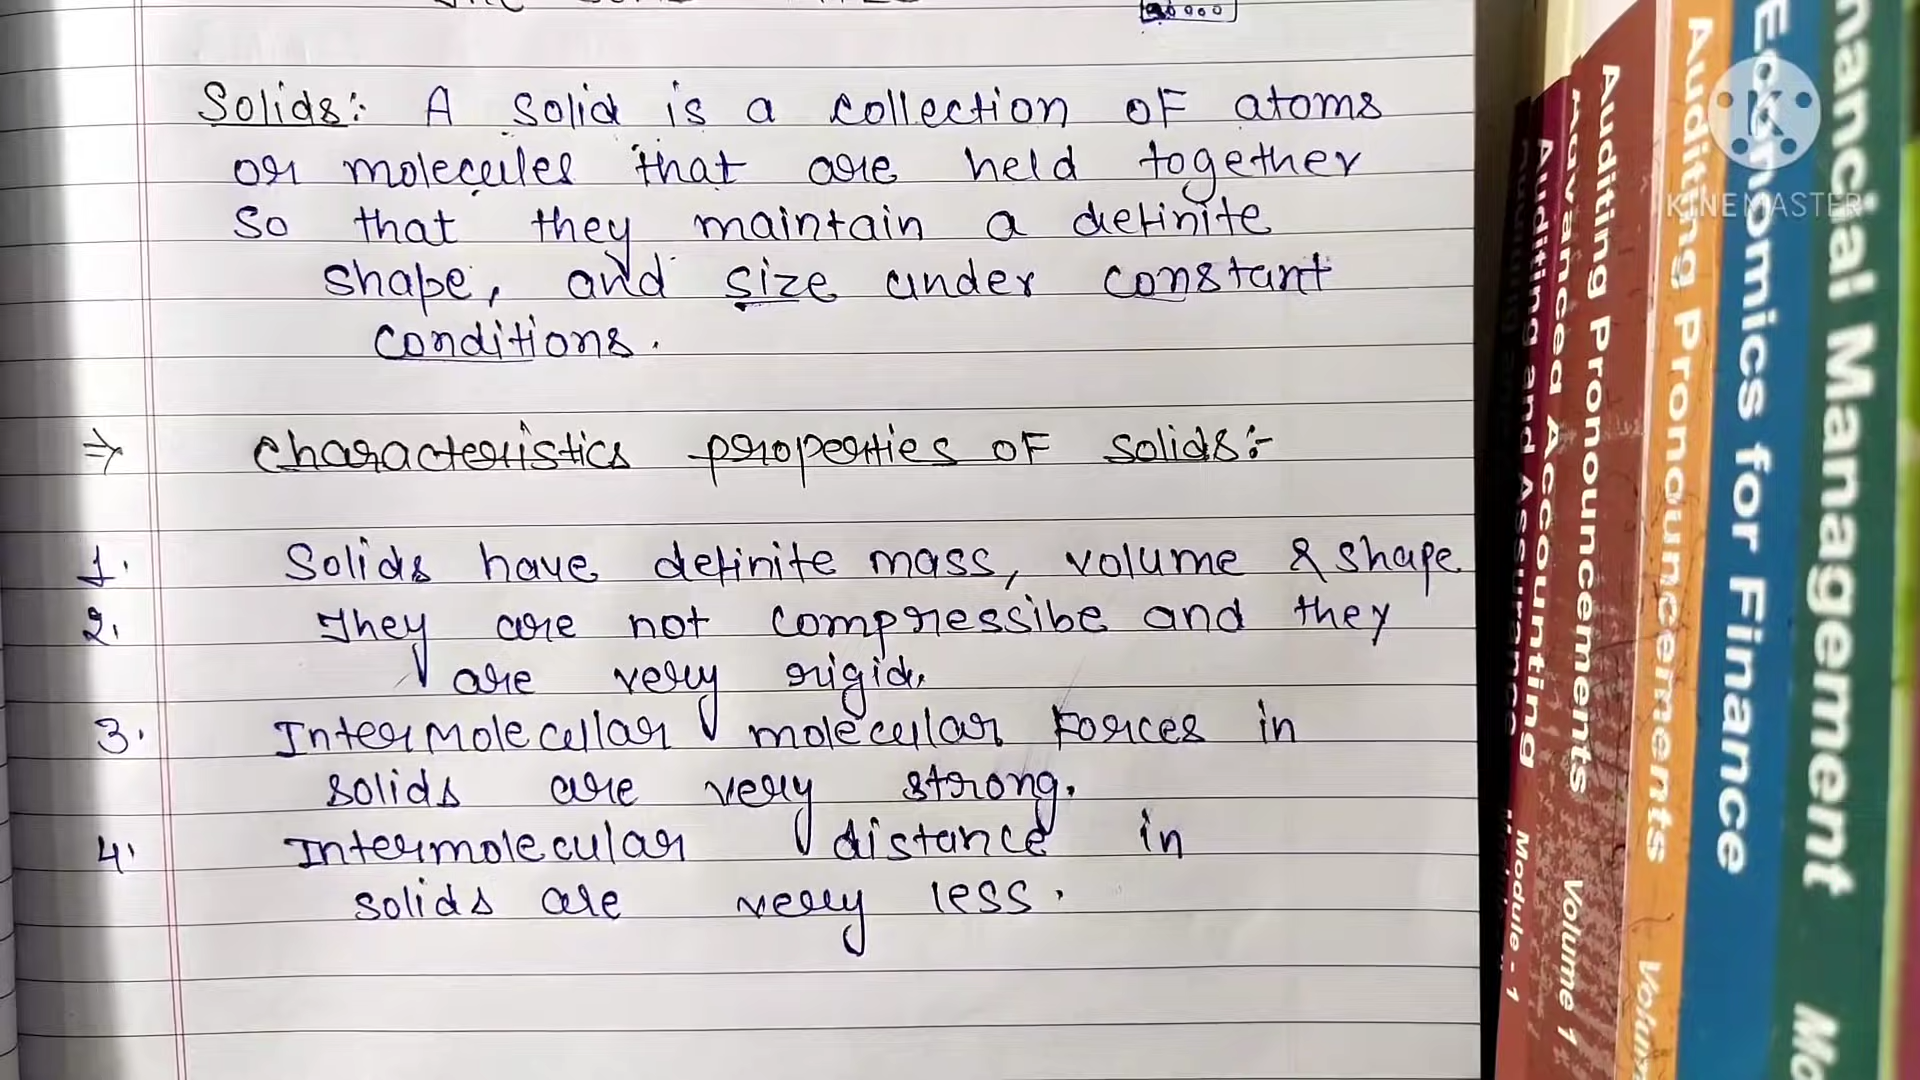 Solids:- A solid is a collection of atoms
or molecules that are held together
so that they maintain a definite
shape, and size under constant
conditions.
⇒ characteristics properties of solids:-
1. Solids have definite mass, volume & shape
2. They are not compressibe and they
are very rigid.
3. Intermolecular molecular forces in
solids are very strong.
4. Intermolecular distance in
solids are very less.
Auditing and Assurance
Module - 1
Advanced Accounting
Auditing Pronouncements Volume 1
Auditing Pronouncements
Economics for Finance
nancial Management
Mo
KINEMASTER